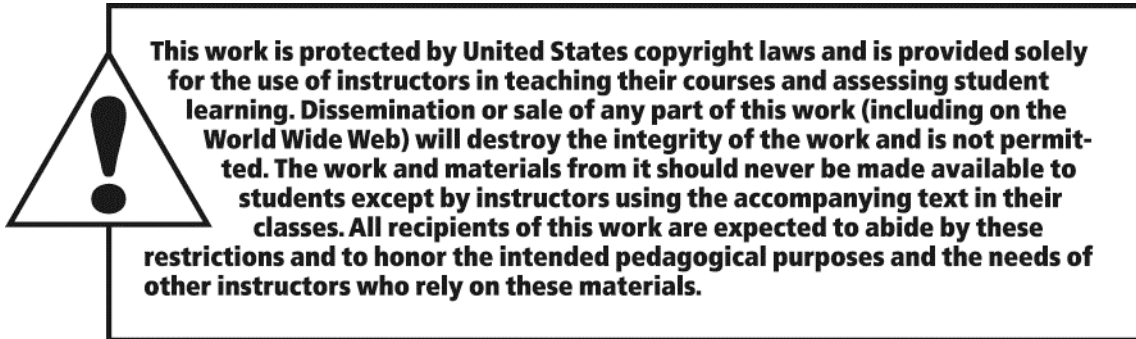 This work is protected by United States copyright laws and is provided solely
for the use of instructors in teaching their courses and assessing student
learning. Dissemination or sale of any part of this work (including on the
World Wide Web) will destroy the integrity of the work and is not permit-
ted. The work and materials from it should never be made available to
students except by instructors using the accompanying text in their
classes. All recipients of this work are expected to abide by these
restrictions and to honor the intended pedagogical purposes and the needs of
other instructors who rely on these materials.